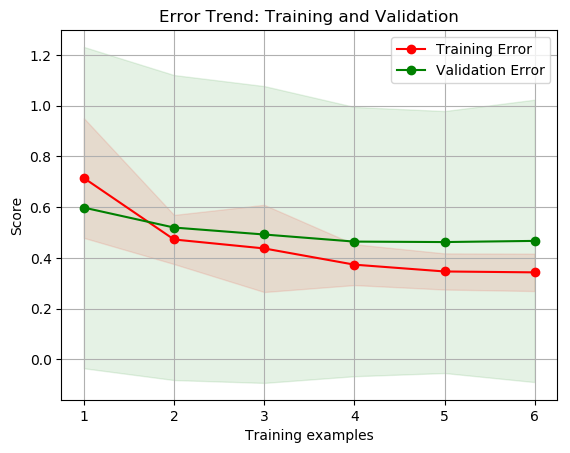 Error Trend: Training and Validation
Training Error
Validation Error
Score
1.2
1.0
0.8
0.6
0.4
0.2
0.0
1 2 3 4 5 6
Training examples